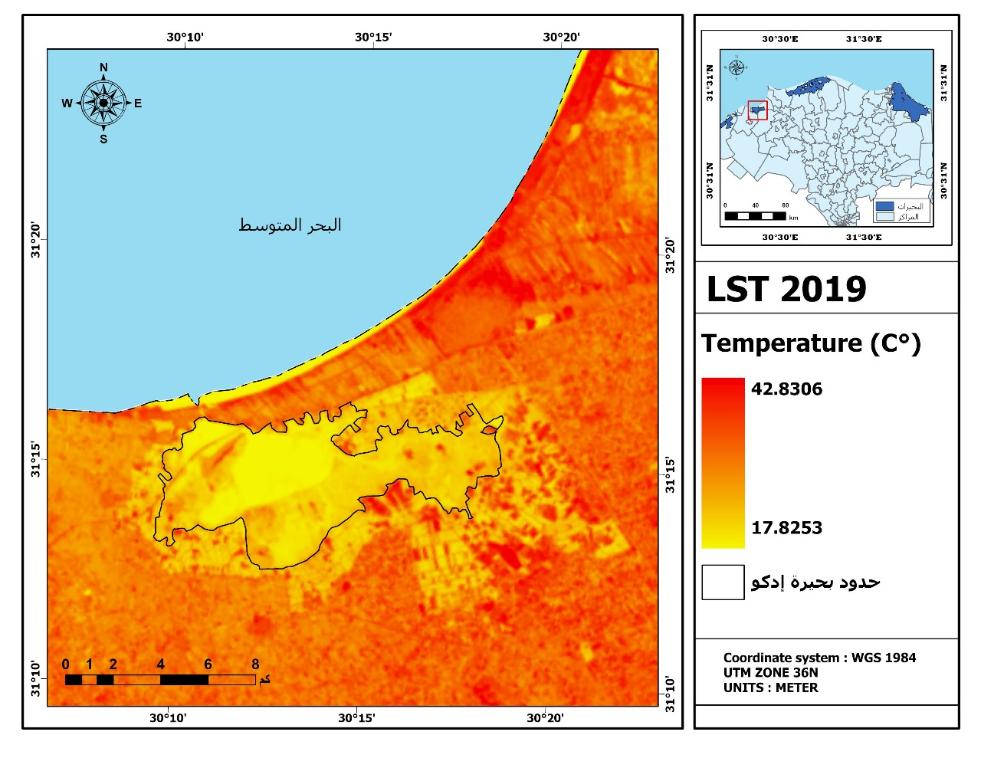 30°10' 30°15' 30°20'
N
W E
S
البحر المتوسط
31°20' 31°20'
31°15' 31°15'
31°10' 31°10'
0 1 2 4 6 8
كم
30°10' 30°15' 30°20'
30°30'E 31°30'E
31°31'N 31°31'N
30°31'N 30°31'N
0 40 80
km
البحيرات
المراكز
30°30'E 31°30'E
LST 2019
Temperature (C°)
42.8306
17.8253
حدود بحيرة إدكو
Coordinate system : WGS 1984
UTM ZONE 36N
UNITS : METER